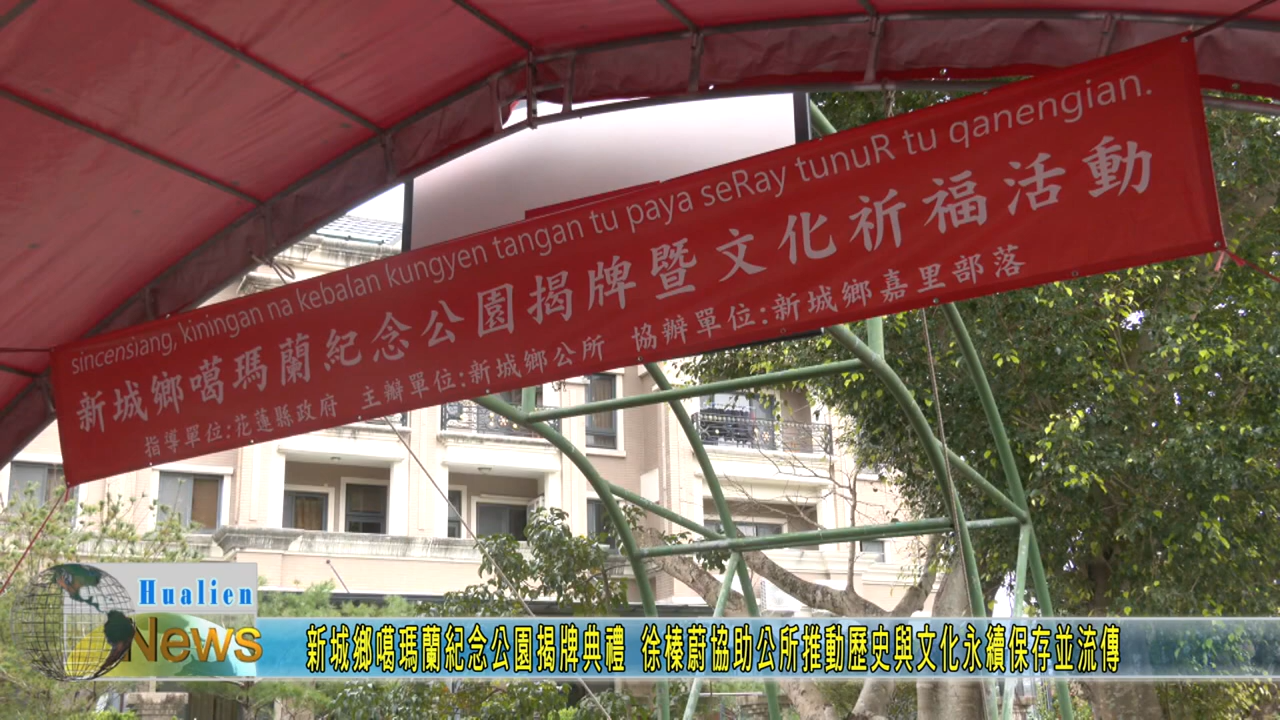 sincensiang, kiningan na kebalan kungyen tangan tu paya seRay tunuR tu qanengian.
新城鄉噶瑪蘭紀念公園揭牌暨文化祈福活動
指導單位:花蓮縣政府 主辦單位:新城鄉公所 協辦單位:新城鄉嘉里部落
Hualien
News
新城鄉噶瑪蘭紀念公園揭牌典禮 徐榛蔚協助公所推動歷史與文化永續保存並流傳